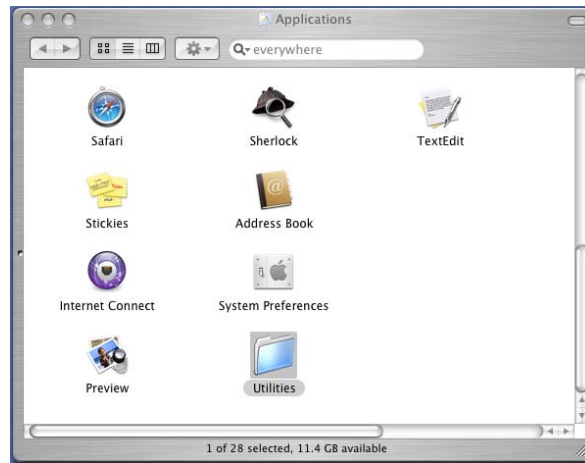 Applications
everywhere
Safari
Sherlock
TextEdit
Stickies
Address Book
Internet Connect
System Preferences
Preview
Utilities
1 of 28 selected, 11.4 GB available